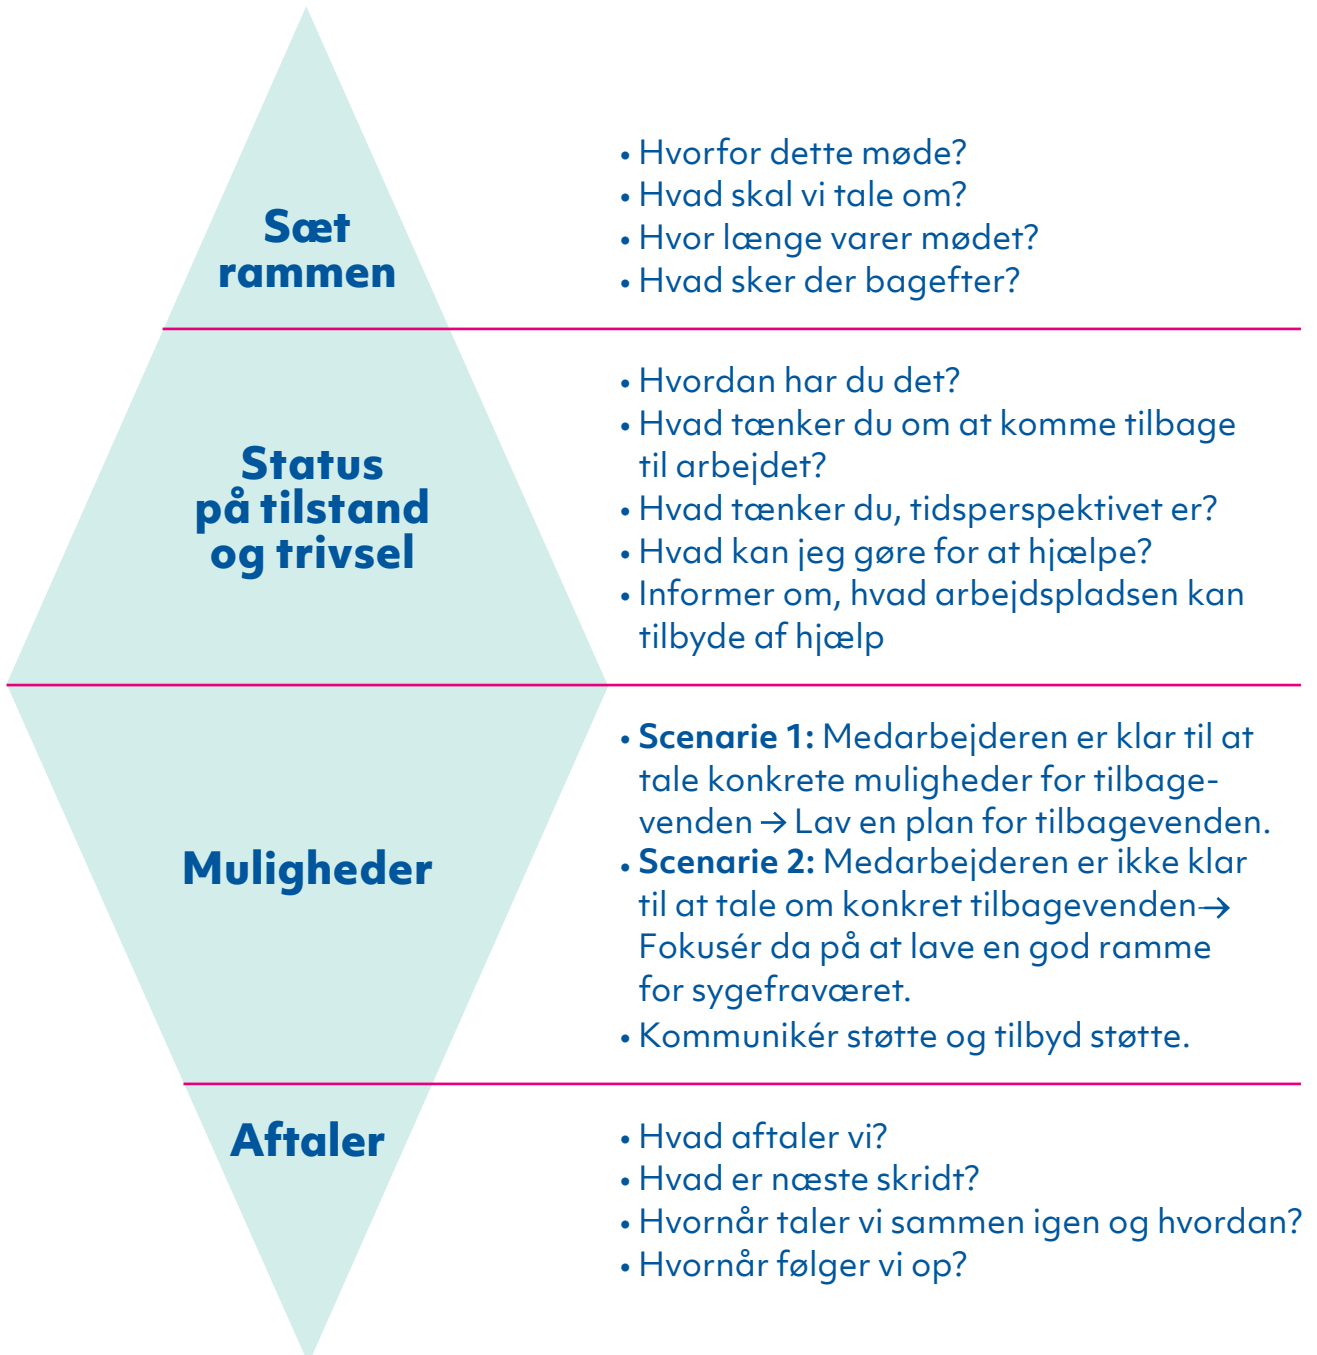 Sæt
rammen
• Hvorfor dette møde?
• Hvad skal vi tale om?
• Hvor længe varer mødet?
• Hvad sker der bagefter?
Status
på tilstand
og trivsel
• Hvordan har du det?
• Hvad tænker du om at komme tilbage
til arbejdet?
• Hvad tænker du, tidsperspektivet er?
• Hvad kan jeg gøre for at hjælpe?
• Informer om, hvad arbejdspladsen kan
tilbyde af hjælp
Muligheder
• Scenarie 1: Medarbejderen er klar til at
tale konkrete muligheder for tilbage-
venden → Lav en plan for tilbagevenden.
• Scenarie 2: Medarbejderen er ikke klar
til at tale om konkret tilbagevenden→
Fokusér da på at lave en god ramme
for sygefraværet.
• Kommunikér støtte og tilbyd støtte.
Aftaler
• Hvad aftaler vi?
• Hvad er næste skridt?
• Hvornår taler vi sammen igen og hvordan?
• Hvornår følger vi op?